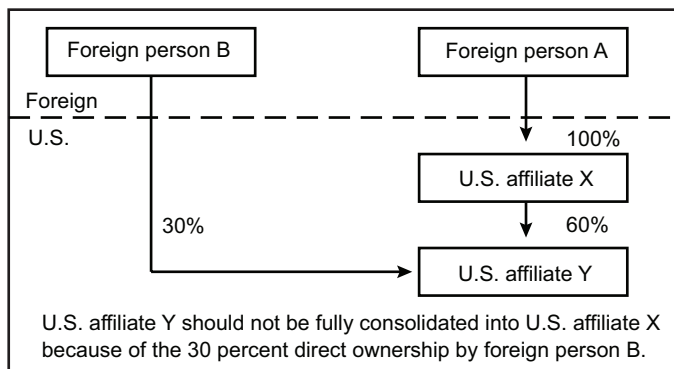 Foreign person B
Foreign person A
Foreign
U.S.
100%
U.S. affiliate X
30%
60%
U.S. affiliate Y
U.S. affiliate Y should not be fully consolidated into U.S. affiliate X
because of the 30 percent direct ownership by foreign person B.